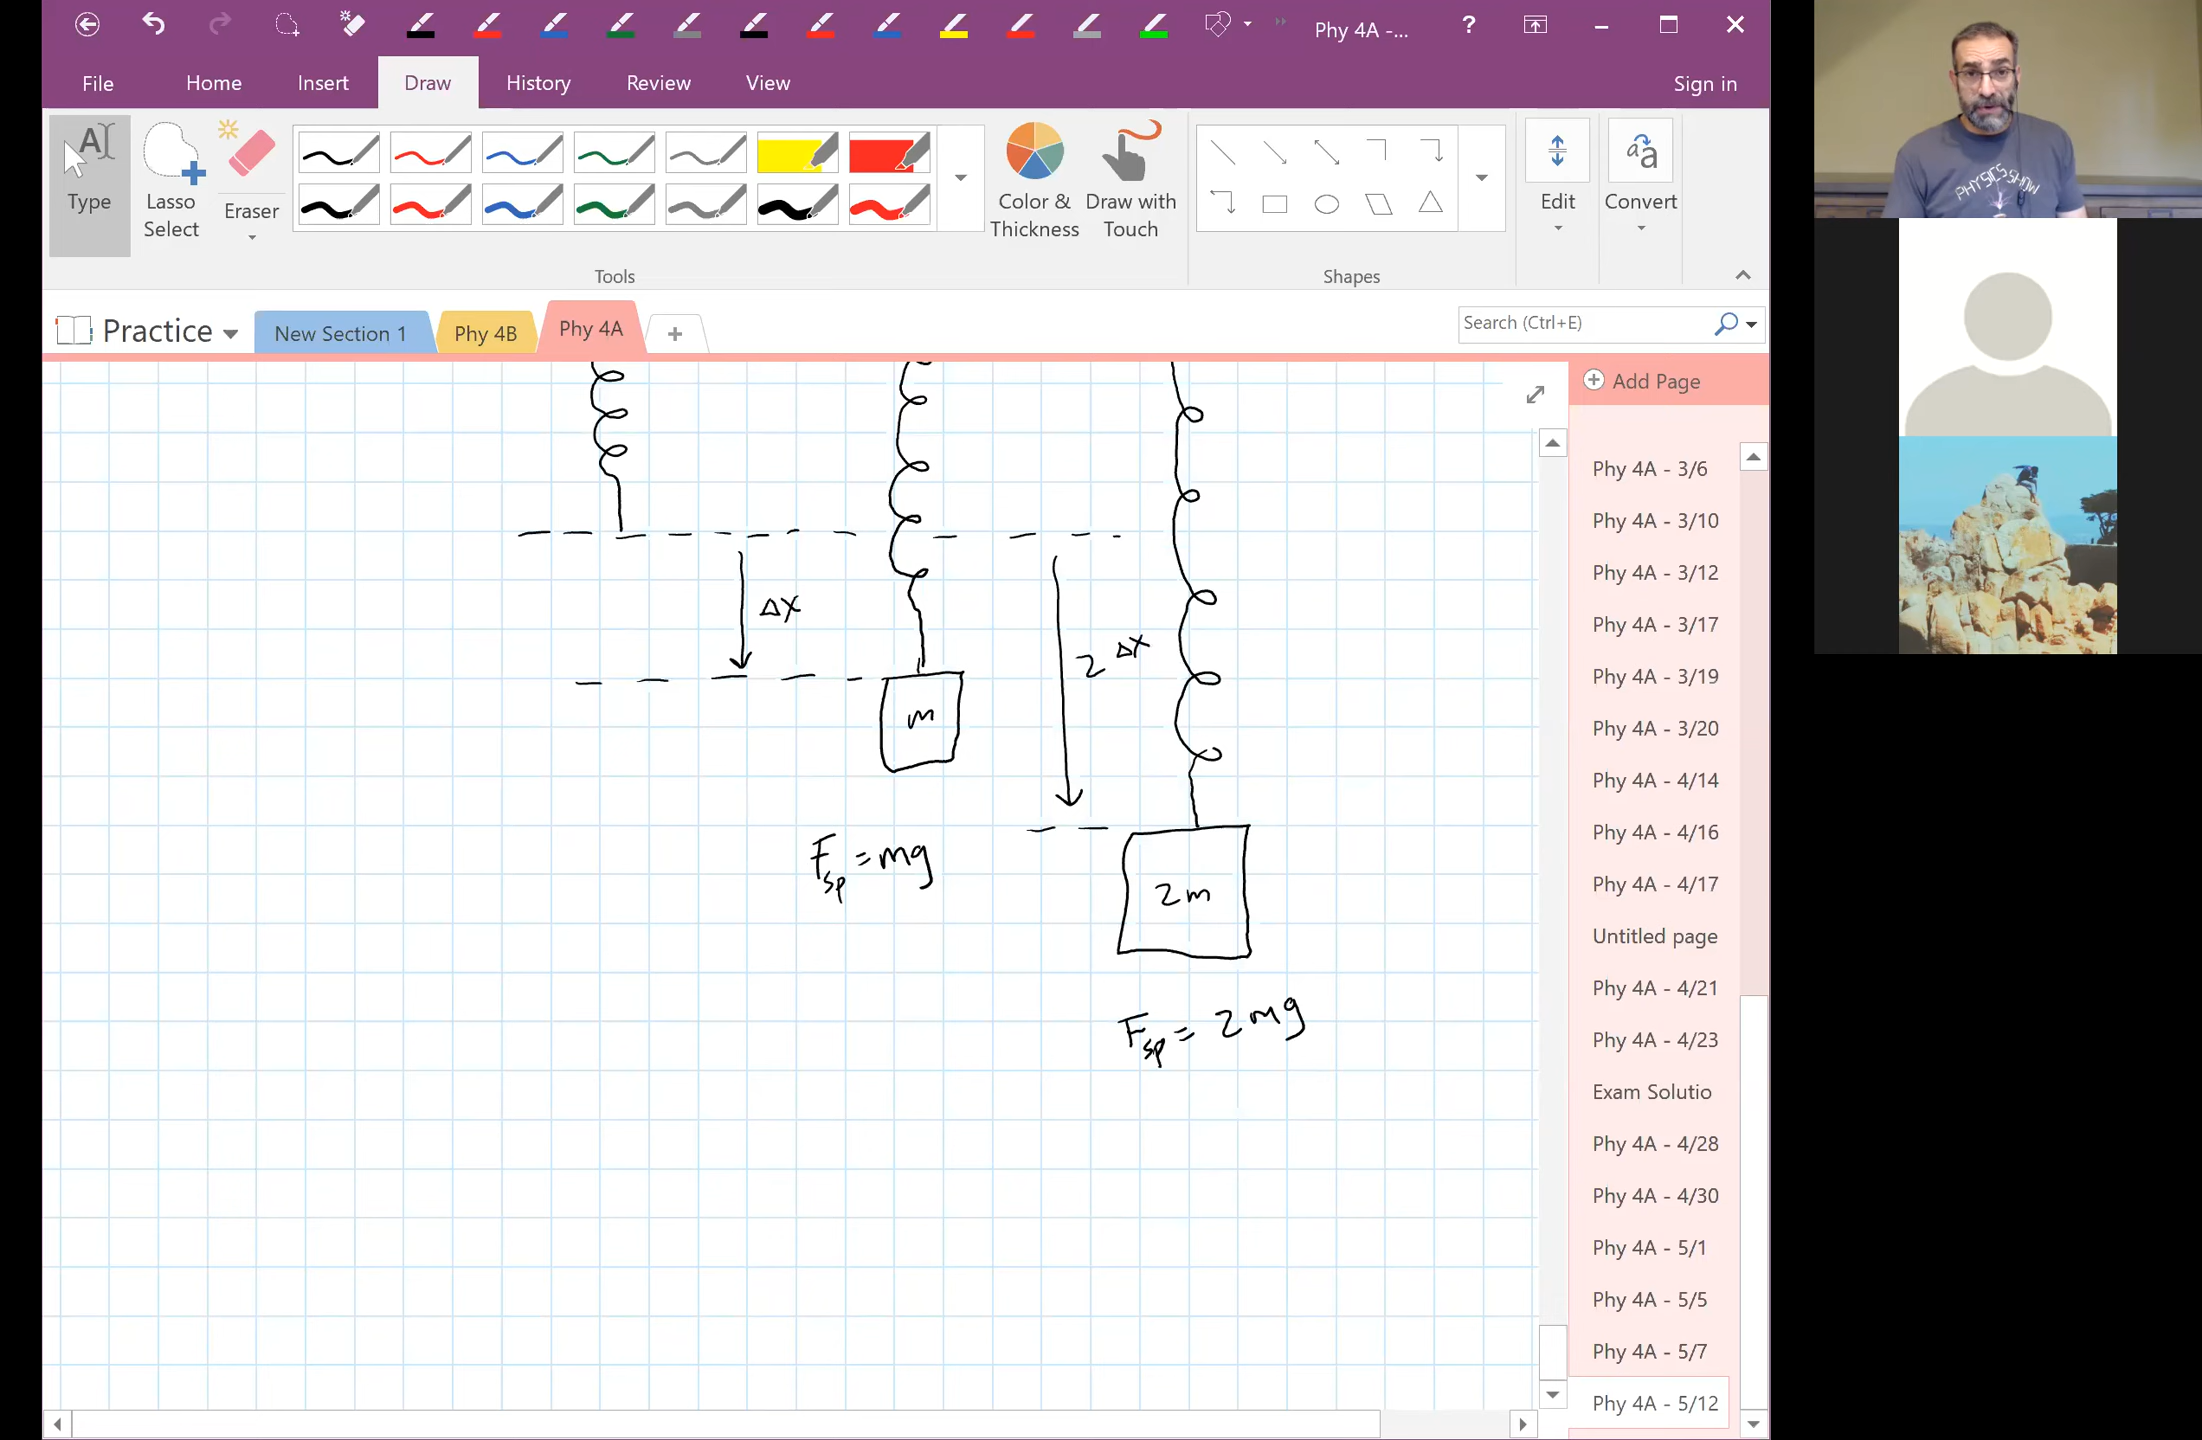 Phy 4A -...
?
File Home Insert Draw History Review View Sign in
Type
Lasso Select
Eraser
Color & Thickness
Draw with Touch
Edit
Convert
Tools
Shapes
Practice
New Section 1
Phy 4B
Phy 4A
Search (Ctrl+E)
Add Page
Phy 4A - 3/6
Phy 4A - 3/10
Phy 4A - 3/12
Phy 4A - 3/17
Phy 4A - 3/19
Phy 4A - 3/20
Phy 4A - 4/14
Phy 4A - 4/16
Phy 4A - 4/17
Untitled page
Phy 4A - 4/21
Phy 4A - 4/23
Exam Solutio
Phy 4A - 4/28
Phy 4A - 4/30
Phy 4A - 5/1
Phy 4A - 5/5
Phy 4A - 5/7
Phy 4A - 5/12
Δx
2 Δx
m
F_sp = mg
2m
F_sp = 2mg
PHYSICS SHOW